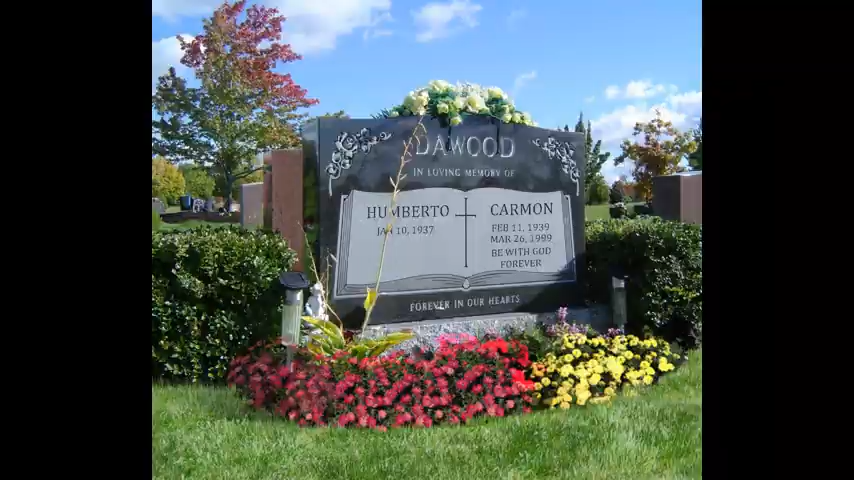 DAWOOD
IN LOVING MEMORY OF
HUMBERTO
JAN 10, 1937
CARMON
FEB 11, 1939
MAR 26, 1999
BE WITH GOD
FOREVER
FOREVER IN OUR HEARTS